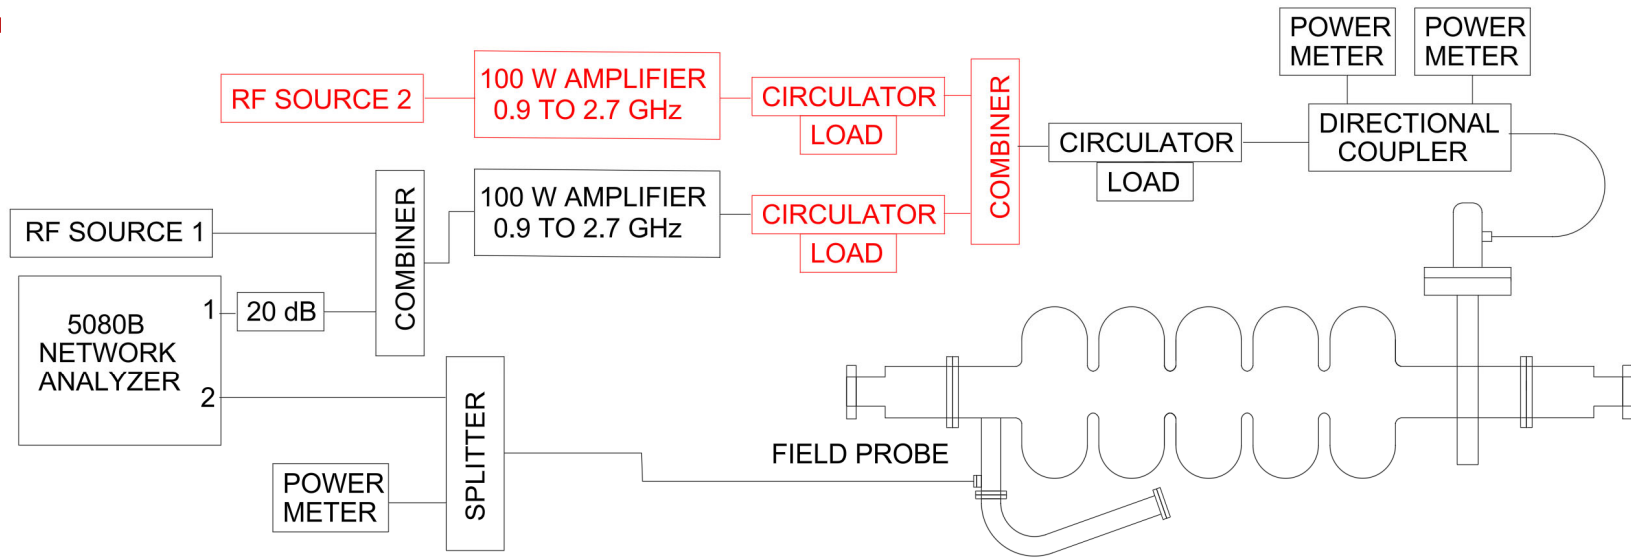 POWER
METER
POWER
METER
RF SOURCE 2
100 W AMPLIFIER
0.9 TO 2.7 GHz
CIRCULATOR
LOAD
COMBINER
CIRCULATOR
LOAD
DIRECTIONAL
COUPLER
RF SOURCE 1
COMBINER
100 W AMPLIFIER
0.9 TO 2.7 GHz
CIRCULATOR
LOAD
5080B
NETWORK
ANALYZER
1
2
20 dB
SPLITTER
POWER
METER
FIELD PROBE